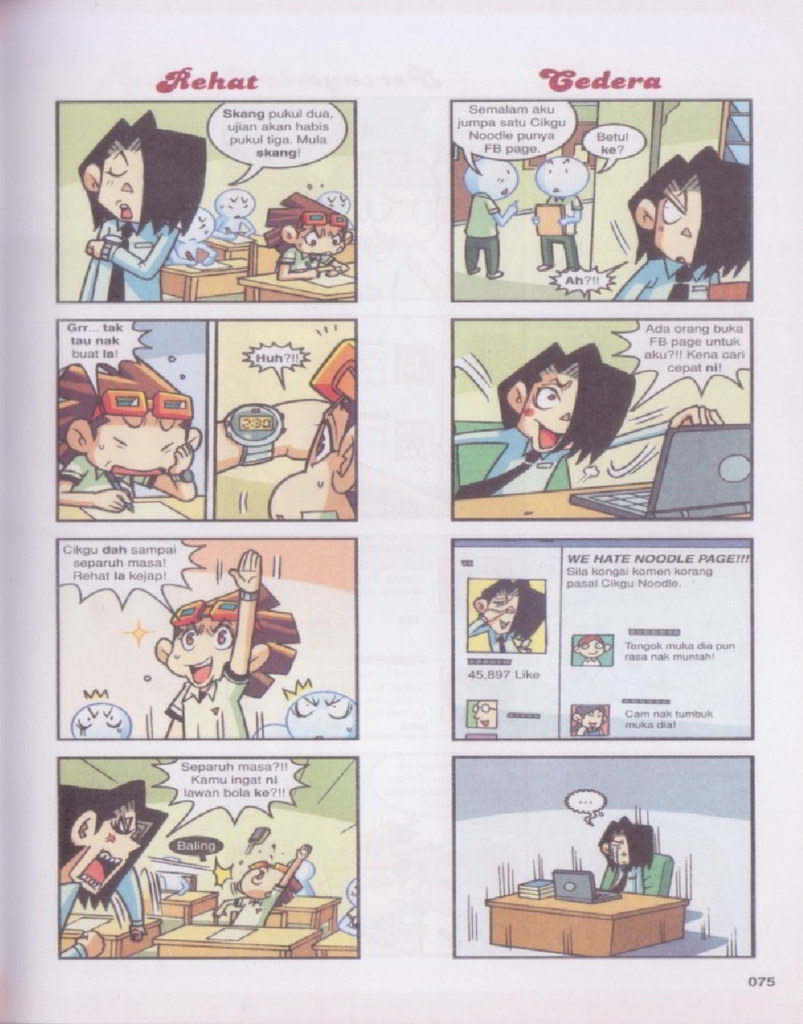 Rehat
Skang pukul dua,
ujian akan habis
pukul tiga. Mula
skang!
Grr... tak
tau nak
buat la!
Huh?!!
2:30
Cikgu dah sampai
separuh masa!
Rehat la kejap!
Separuh masa?!!
Kamu ingat ni
lawan bola ke?!!
Baling
Cedera
Semalam aku
jumpa satu Cikgu
Noodle punya
FB page.
Betul
ke?
Ah?!!
Ada orang buka
FB page untuk
aku?!! Kena cari
cepat ni!
WE HATE NOODLE PAGE!!!
Sila kongsi komen korang
pasal Cikgu Noodle.
45,897 Like
Tengok muka dia pun
rasa nak muntah!
Cam nak tumbuk
muka dia!
...
075